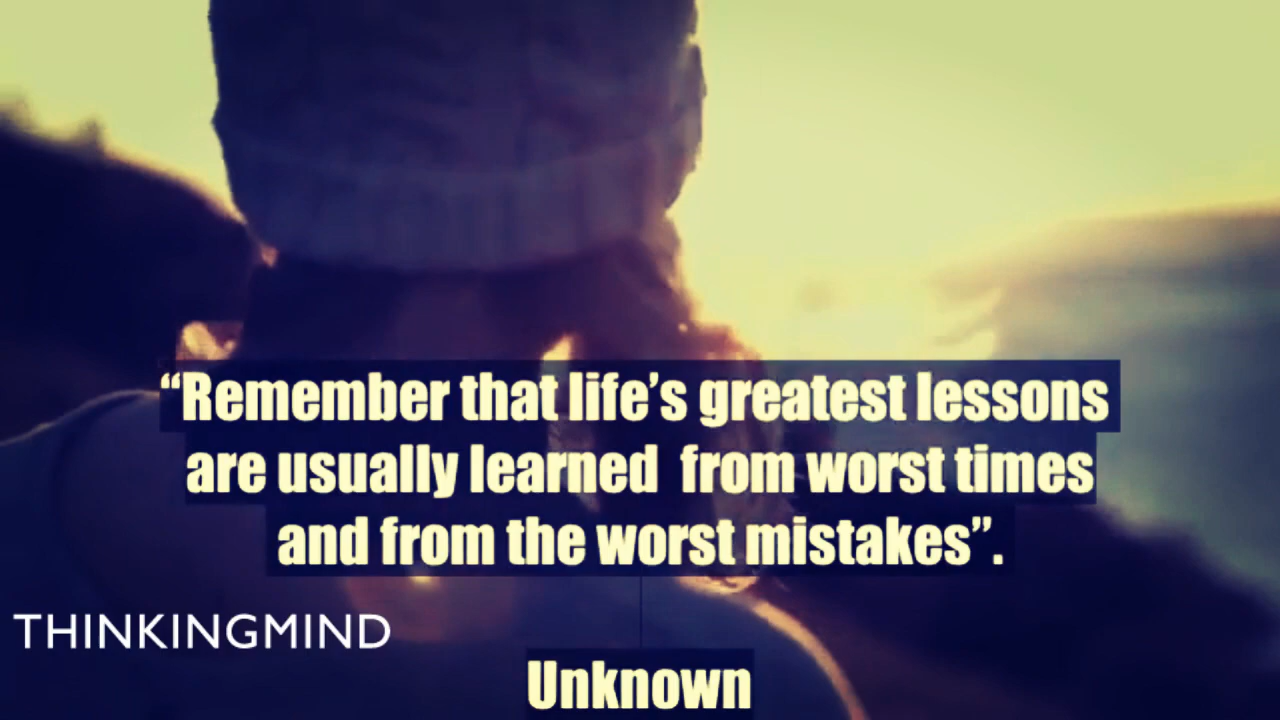 “Remember that life’s greatest lessons
are usually learned  from worst times
and from the worst mistakes”.
THINKINGMIND
Unknown